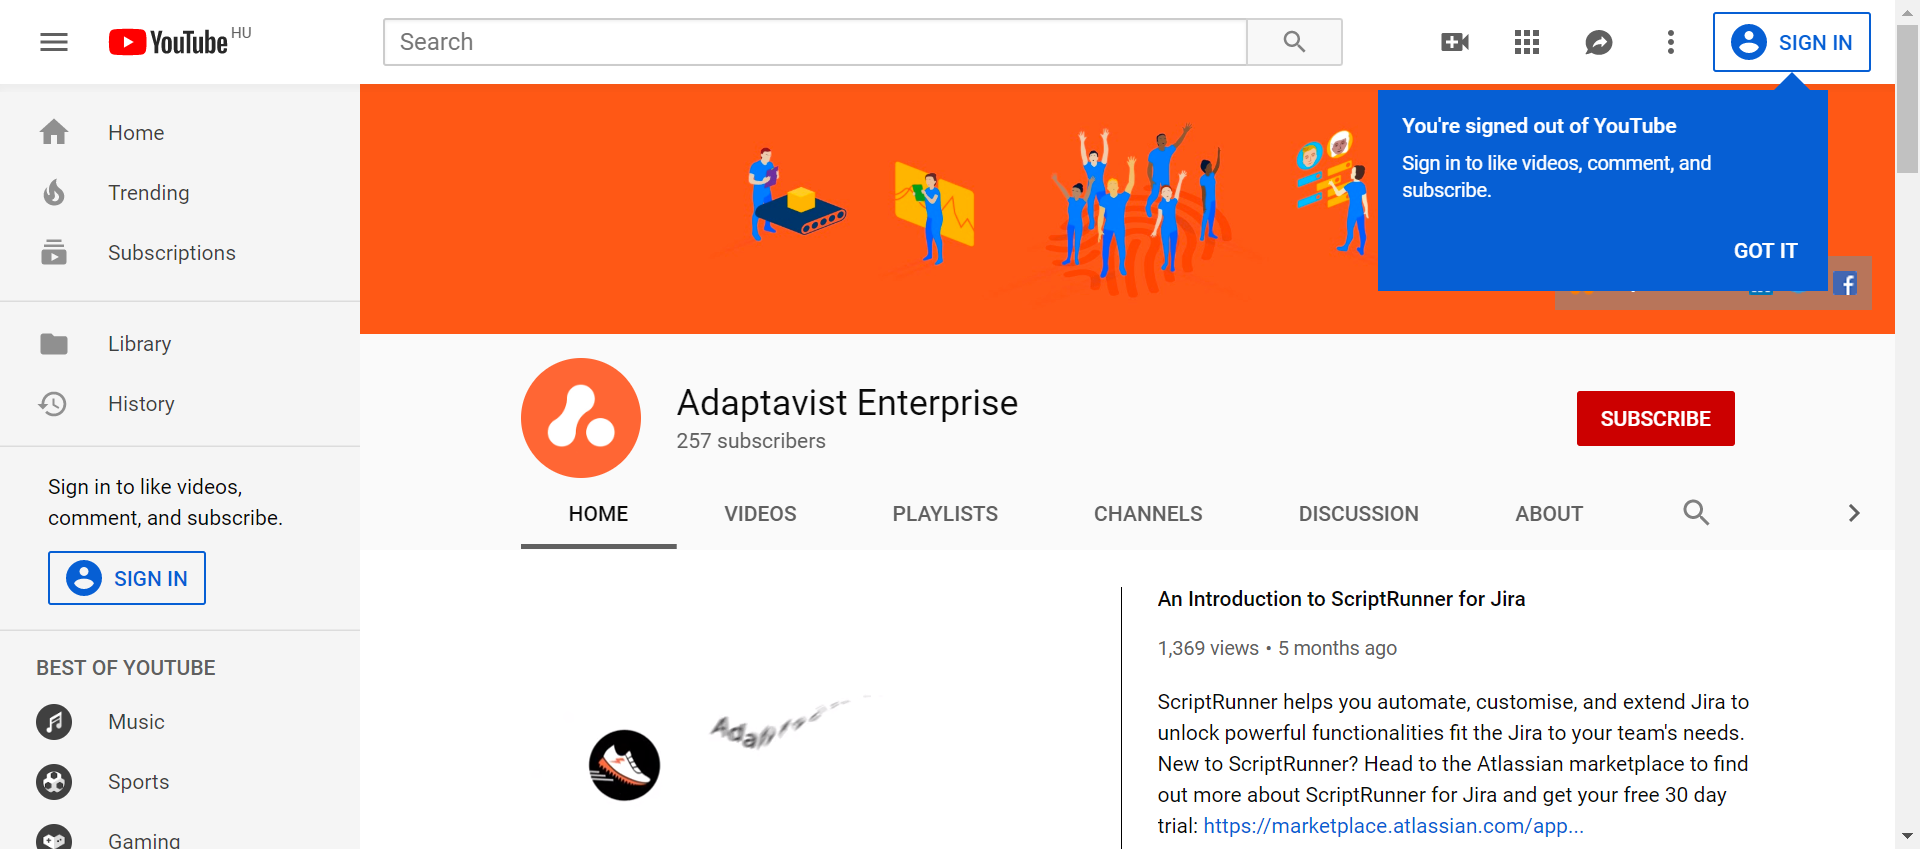 YouTube HU
Search
SIGN IN
You're signed out of YouTube
Sign in to like videos, comment, and
subscribe.
GOT IT
Home
Trending
Subscriptions
Library
History
Sign in to like videos,
comment, and subscribe.
SIGN IN
BEST OF YOUTUBE
Music
Sports
Gaming
Adaptavist Enterprise
257 subscribers
SUBSCRIBE
HOME VIDEOS PLAYLISTS CHANNELS DISCUSSION ABOUT
An Introduction to ScriptRunner for Jira
1,369 views • 5 months ago
ScriptRunner helps you automate, customise, and extend Jira to
unlock powerful functionalities fit the Jira to your team's needs.
New to ScriptRunner? Head to the Atlassian marketplace to find
out more about ScriptRunner for Jira and get your free 30 day
trial: https://marketplace.atlassian.com/app...